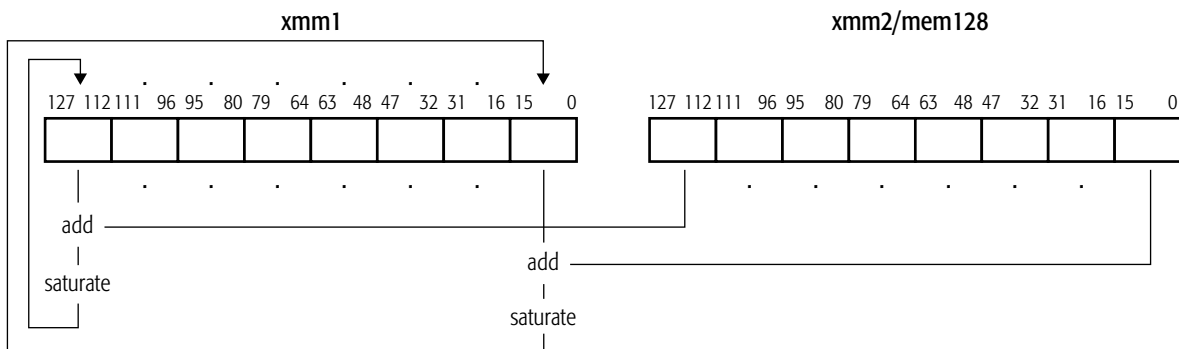 xmm1 xmm2/mem128
. . . . . .
127 112 111 96 95 80 79 64 63 48 47 32 31 16 15 0 127 112 111 96 95 80 79 64 63 48 47 32 31 16 15 0
. . . . . . . . . . . .
add
add
saturate
saturate